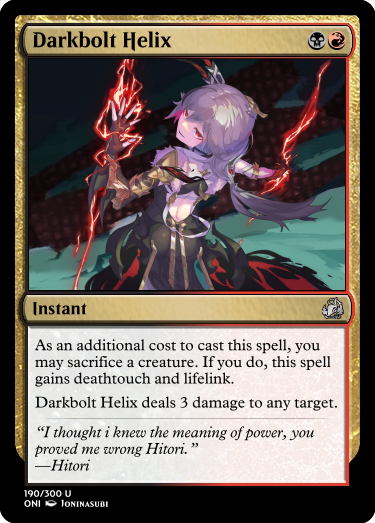 Darkbolt Helix
Instant
As an additional cost to cast this spell, you
may sacrifice a creature. If you do, this spell
gains deathtouch and lifelink.
Darkbolt Helix deals 3 damage to any target.
“I thought i knew the meaning of power, you
proved me wrong Hitori.”
—Hitori
190/300 U
ONI Joninasubi